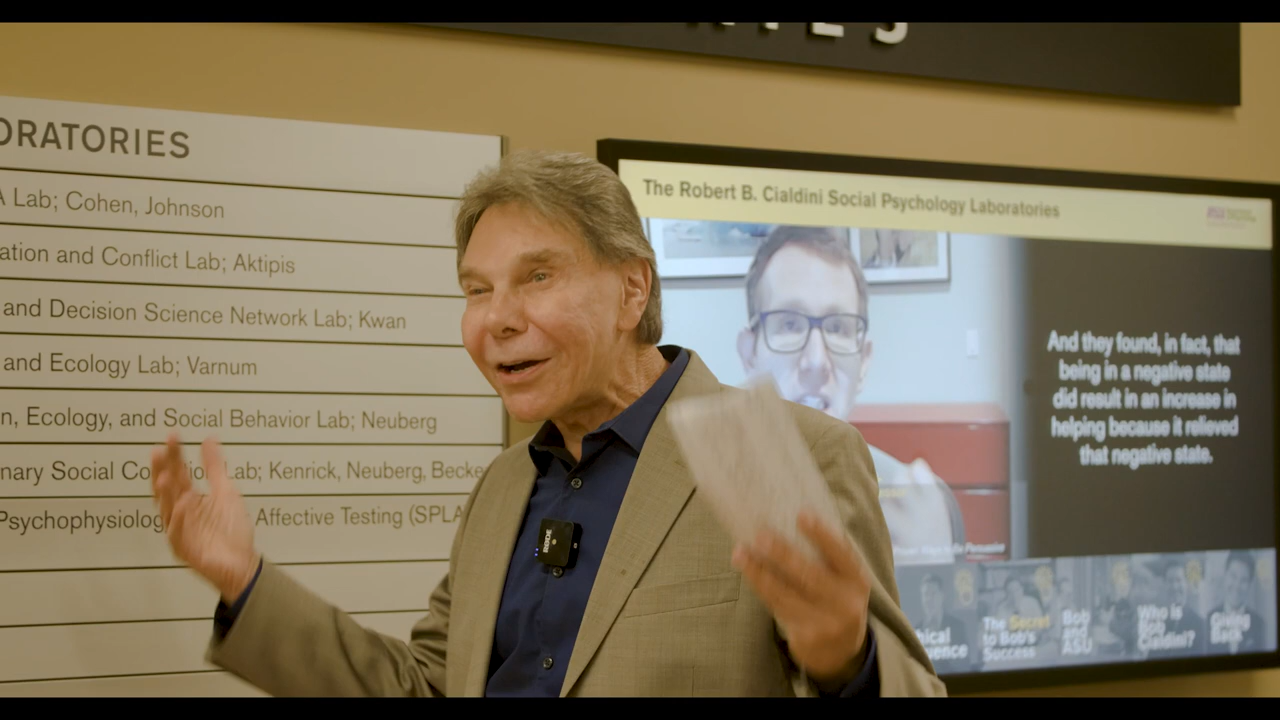 ORATORIES
A Lab; Cohen, Johnson
ation and Conflict Lab; Aktipis
and Decision Science Network Lab; Kwan
and Ecology Lab; Varnum
n, Ecology, and Social Behavior Lab; Neuberg
nary Social Co Lab; Kenrick, Neuberg, Becke
Psychophysiolog Affective Testing (SPLA
RODE
The Robert B. Cialdini Social Psychology Laboratories
And they found, in fact, that
being in a negative state
did result in an increase in
helping because it relieved
that negative state.
The Secret
to Bob's
Success
Bob
and
ASU
Who is
Bob
Cialdini?
Giving
Back